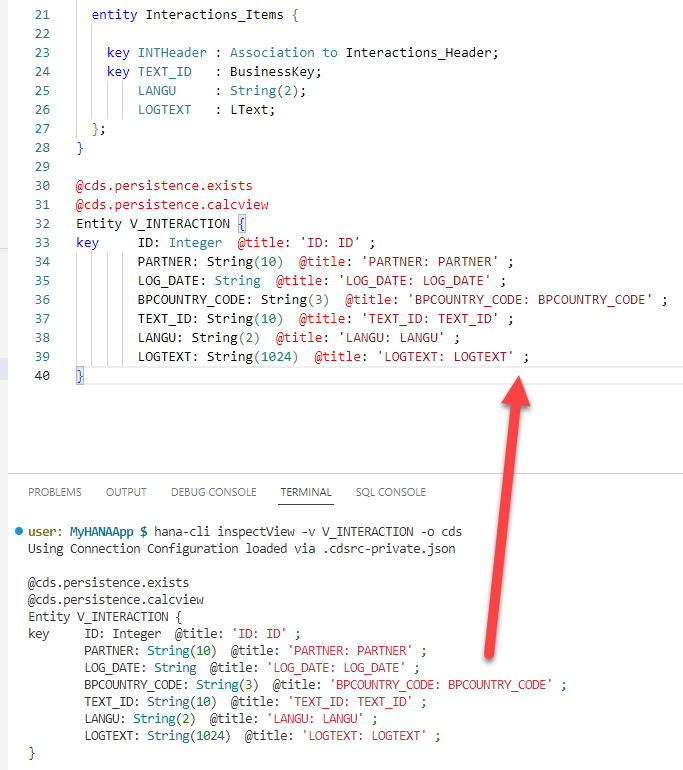 21 entity Interactions_Items {
22
23 key INTHeader : Association to Interactions_Header;
24 key TEXT_ID : BusinessKey;
25 LANGU : String(2);
26 LOGTEXT : LText;
27 };
28 }
29
30 @cds.persistence.exists
31 @cds.persistence.calcview
32 Entity V_INTERACTION {
33 key ID: Integer @title: 'ID: ID' ;
34 PARTNER: String(10) @title: 'PARTNER: PARTNER' ;
35 LOG_DATE: String @title: 'LOG_DATE: LOG_DATE' ;
36 BPCOUNTRY_CODE: String(3) @title: 'BPCOUNTRY_CODE: BPCOUNTRY_CODE' ;
37 TEXT_ID: String(10) @title: 'TEXT_ID: TEXT_ID' ;
38 LANGU: String(2) @title: 'LANGU: LANGU' ;
39 LOGTEXT: String(1024) @title: 'LOGTEXT: LOGTEXT' ;
40 }
PROBLEMS OUTPUT DEBUG CONSOLE TERMINAL SQL CONSOLE
user: MyHANAApp $ hana-cli inspectView -v V_INTERACTION -o cds
Using Connection Configuration loaded via .cdsrc-private.json
@cds.persistence.exists
@cds.persistence.calcview
Entity V_INTERACTION {
key ID: Integer @title: 'ID: ID' ;
PARTNER: String(10) @title: 'PARTNER: PARTNER' ;
LOG_DATE: String @title: 'LOG_DATE: LOG_DATE' ;
BPCOUNTRY_CODE: String(3) @title: 'BPCOUNTRY_CODE: BPCOUNTRY_CODE' ;
TEXT_ID: String(10) @title: 'TEXT_ID: TEXT_ID' ;
LANGU: String(2) @title: 'LANGU: LANGU' ;
LOGTEXT: String(1024) @title: 'LOGTEXT: LOGTEXT' ;
}